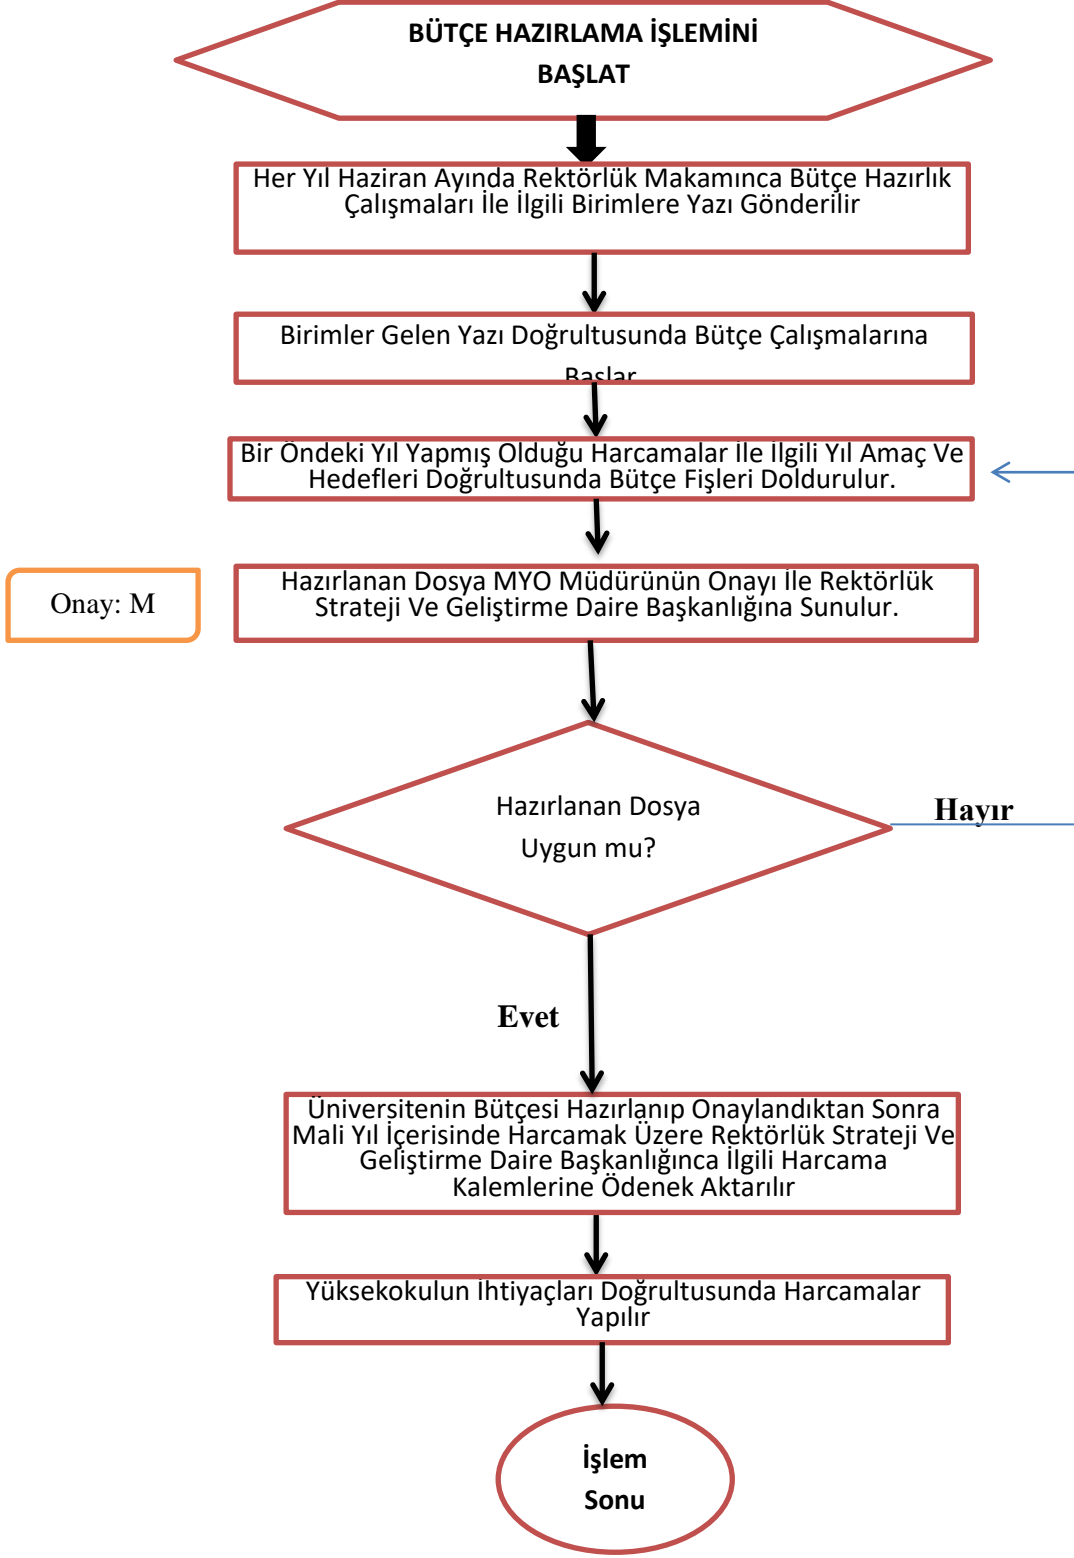 BÜTÇE HAZIRLAMA İŞLEMİNİ
BAŞLAT
Her Yıl Haziran Ayında Rektörlük Makamınca Bütçe Hazırlık
Çalışmaları İle İlgili Birimlere Yazı Gönderilir
Birimler Gelen Yazı Doğrultusunda Bütçe Çalışmalarına
Başlar
Bir Öndeki Yıl Yapmış Olduğu Harcamalar İle İlgili Yıl Amaç Ve
Hedefleri Doğrultusunda Bütçe Fişleri Doldurulur.
Onay: M
Hazırlanan Dosya MYO Müdürünün Onayı İle Rektörlük
Strateji Ve Geliştirme Daire Başkanlığına Sunulur.
Hazırlanan Dosya
Uygun mu?
Hayır
Evet
Üniversitenin Bütçesi Hazırlanıp Onaylandıktan Sonra
Mali Yıl İçerisinde Harcamak Üzere Rektörlük Strateji Ve
Geliştirme Daire Başkanlığınca İlgili Harcama
Kalemlerine Ödenek Aktarılır
Yüksekokulun İhtiyaçları Doğrultusunda Harcamalar
Yapılır
İşlem
Sonu